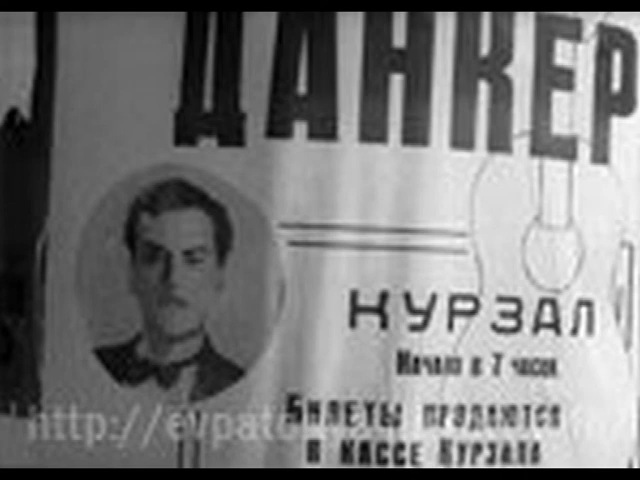 ДАНКЕР
КУРЗАЛ
Начало в 7 часов
Билеты продаются
в кассе Курзала
http://evpat